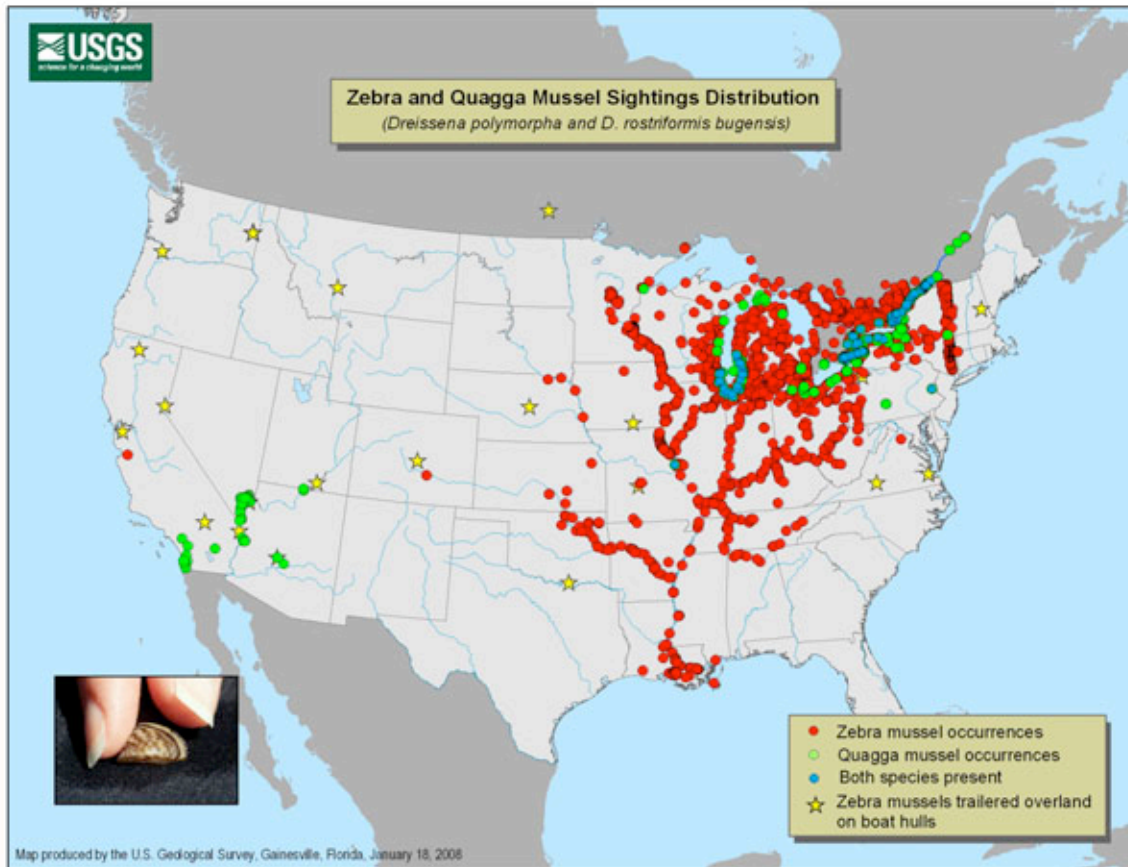 USGS
science for a changing world
Zebra and Quagga Mussel Sightings Distribution
(Dreissena polymorpha and D. rostriformis bugensis)
Zebra mussel occurrences
Quagga mussel occurrences
Both species present
Zebra mussels trailered overland
on boat hulls
Map produced by the U.S. Geological Survey, Gainesville, Florida, January 18, 2008